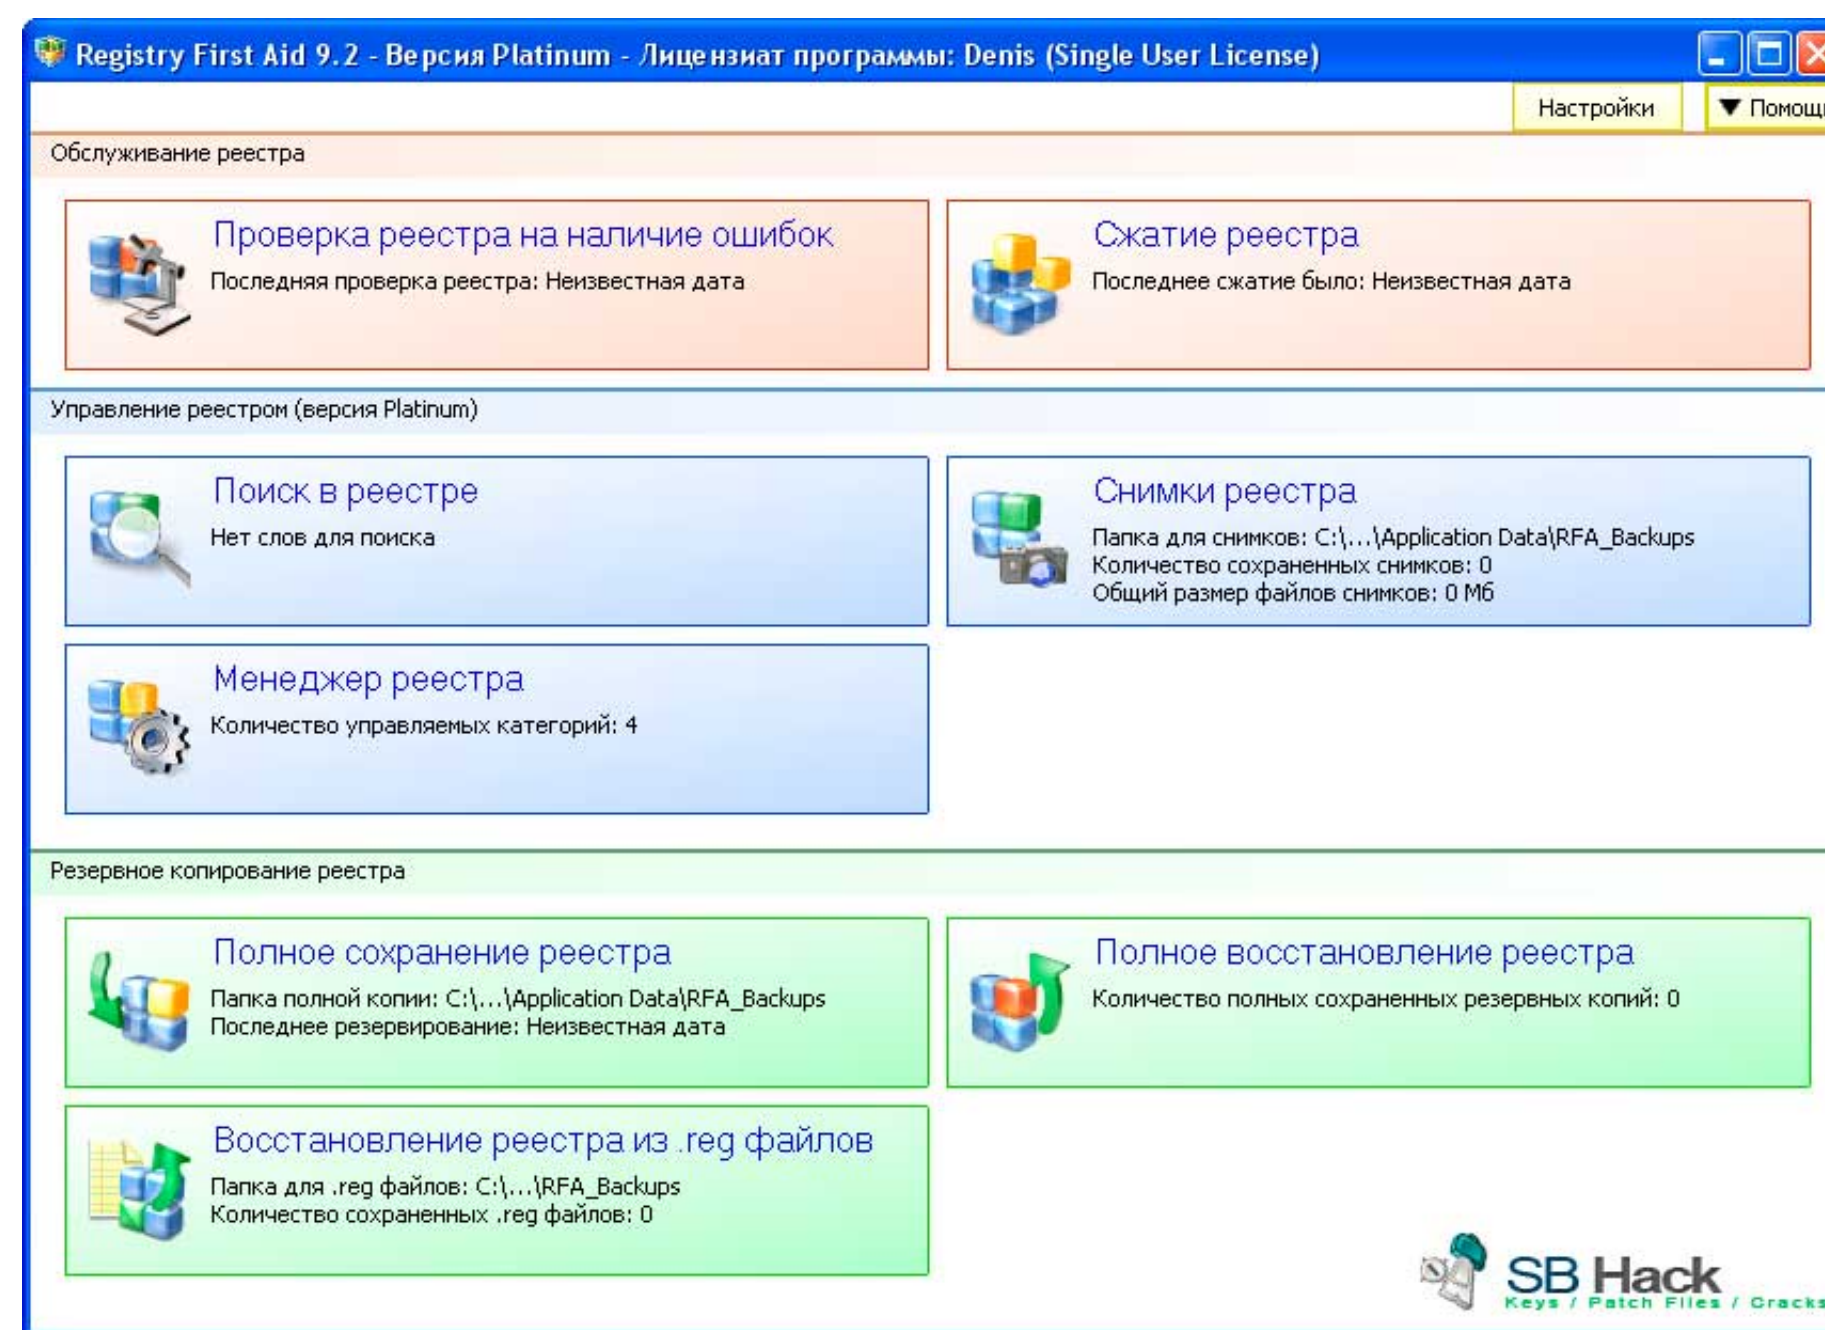 Registry First Aid 9.2 - Версия Platinum - Лицензиат программы: Denis (Single User License)
Настройки
▼ Помощь
Обслуживание реестра
Проверка реестра на наличие ошибок
Последняя проверка реестра: Неизвестная дата
Сжатие реестра
Последнее сжатие было: Неизвестная дата
Управление реестром (версия Platinum)
Поиск в реестре
Нет слов для поиска
Снимки реестра
Папка для снимков: C:\...\Application Data\RFA_Backups
Количество сохраненных снимков: 0
Общий размер файлов снимков: 0 Мб
Менеджер реестра
Количество управляемых категорий: 4
Резервное копирование реестра
Полное сохранение реестра
Папка полной копии: C:\...\Application Data\RFA_Backups
Последнее резервирование: Неизвестная дата
Полное восстановление реестра
Количество полных сохраненных резервных копий: 0
Восстановление реестра из .reg файлов
Папка для .reg файлов: C:\...\RFA_Backups
Количество сохраненных .reg файлов: 0
SB Hack
Keys / Patch Files / Cracks